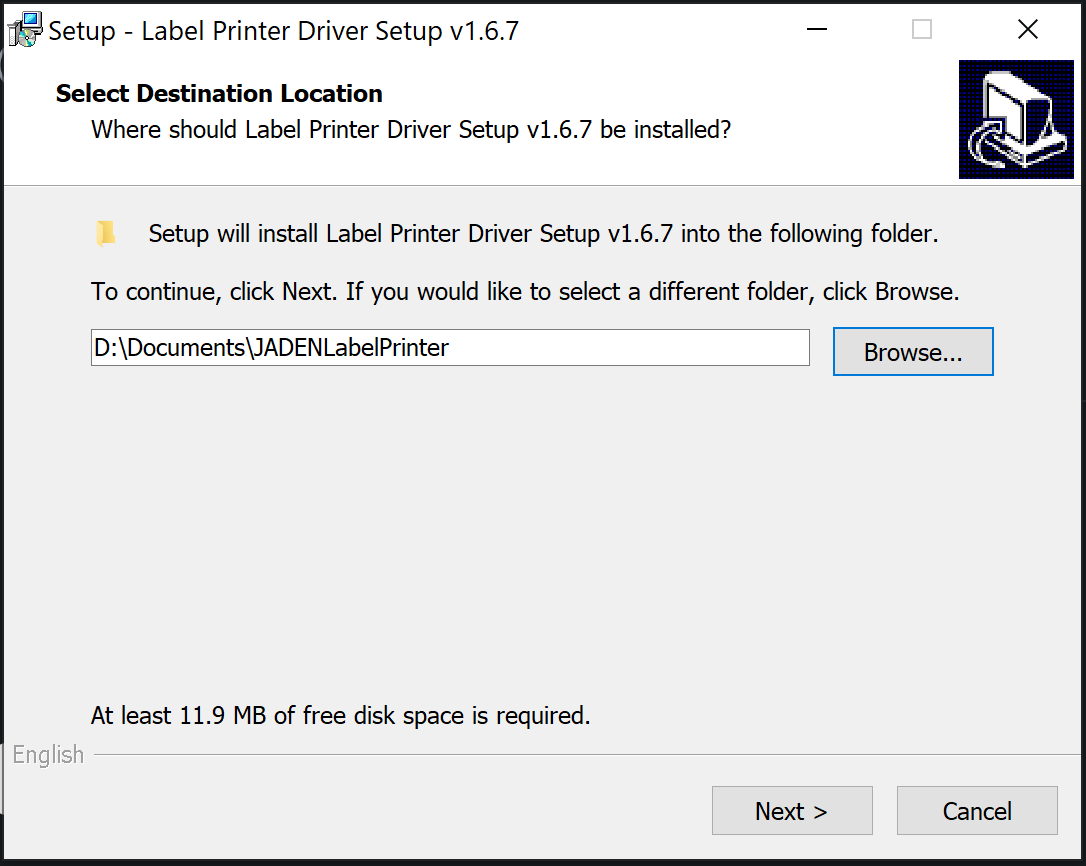 Setup - Label Printer Driver Setup v1.6.7
Select Destination Location
Where should Label Printer Driver Setup v1.6.7 be installed?
Setup will install Label Printer Driver Setup v1.6.7 into the following folder.
To continue, click Next. If you would like to select a different folder, click Browse.
D:\Documents\JADENLabelPrinter
Browse...
At least 11.9 MB of free disk space is required.
English
Next >
Cancel